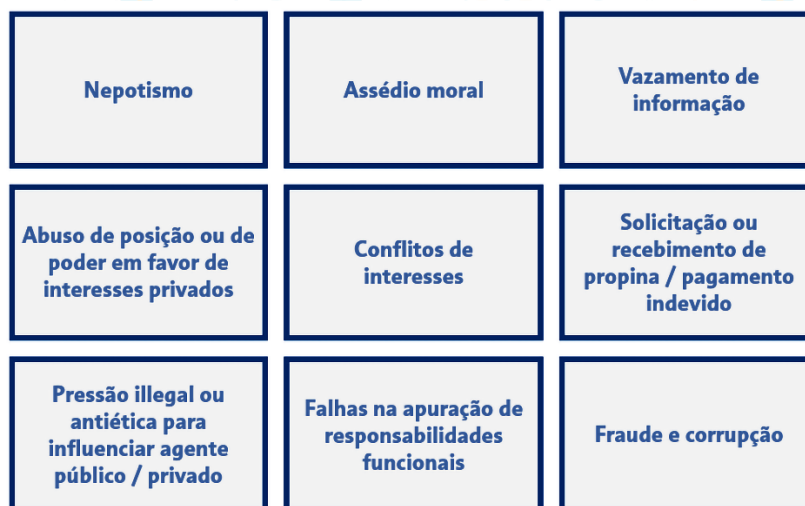 Nepotismo
Assédio moral
Vazamento de
informação
Abuso de posição ou de
poder em favor de
interesses privados
Conflitos de
interesses
Solicitação ou
recebimento de
propina / pagamento
indevido
Pressão illegal ou
antiética para
influenciar agente
público / privado
Falhas na apuração de
responsabilidades
funcionais
Fraude e corrupção